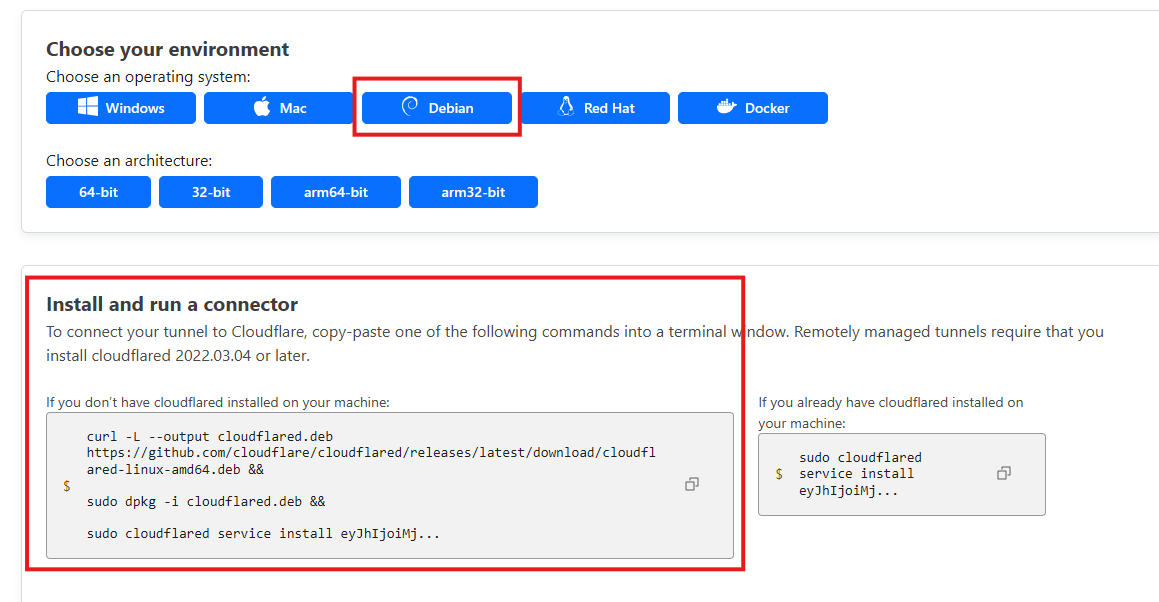 Choose your environment
Choose an operating system:
Windows
Mac
Debian
Red Hat
Docker
Choose an architecture:
64-bit
32-bit
arm64-bit
arm32-bit
Install and run a connector
To connect your tunnel to Cloudflare, copy-paste one of the following commands into a terminal window. Remotely managed tunnels require that you
install cloudflared 2022.03.04 or later.
If you don't have cloudflared installed on your machine:
$
curl -L --output cloudflared.deb
https://github.com/cloudflare/cloudflared/releases/latest/download/cloudfl
ared-linux-amd64.deb &&
sudo dpkg -i cloudflared.deb &&
sudo cloudflared service install eyJhIjoiMj...
If you already have cloudflared installed on
your machine:
$
sudo cloudflared
service install
eyJhIjoiMj...